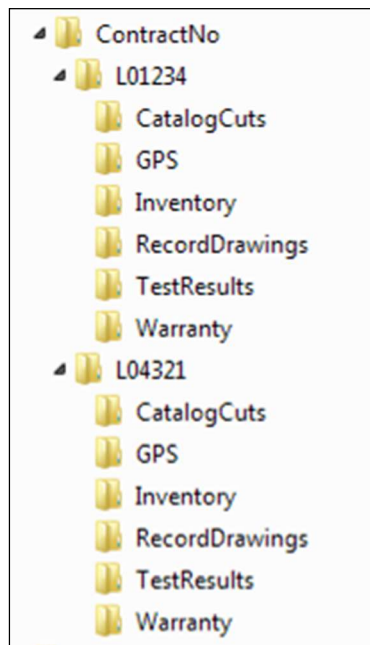 ContractNo
L01234
CatalogCuts
GPS
Inventory
RecordDrawings
TestResults
Warranty
L04321
CatalogCuts
GPS
Inventory
RecordDrawings
TestResults
Warranty